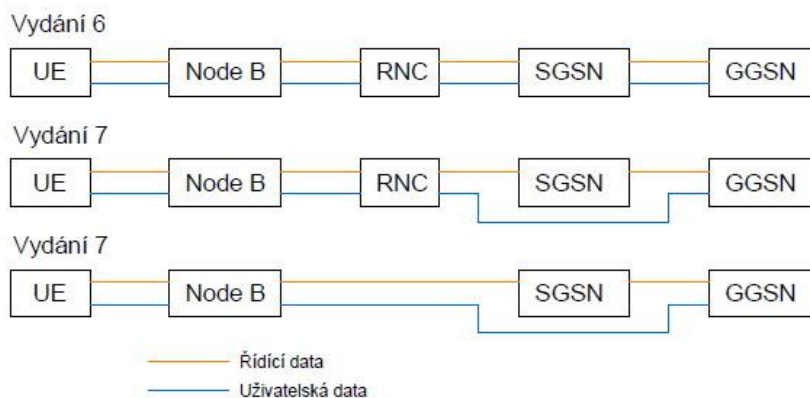 Vydání 6
UE Node B RNC SGSN GGSN
Vydání 7
UE Node B RNC SGSN GGSN
Vydání 7
UE Node B SGSN GGSN
Řídící data
Uživatelská data